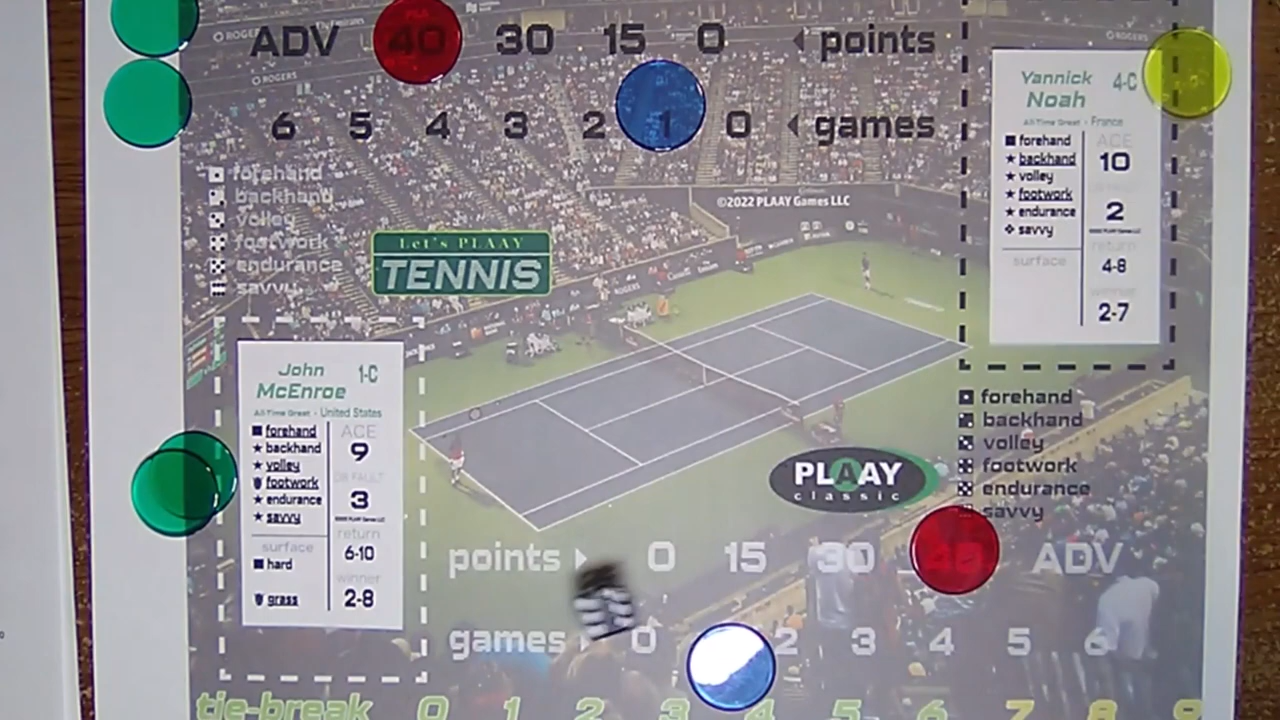 ROGERS
ADV 40 30 15 0 ◀ points
ROGERS
6 5 4 3 2 1 0 ◀ games
ROGERS
Yannick
Noah
4-C
All Time Great - France
forehand
backhand
volley
footwork
endurance
savvy
surface
ACE
10
2
return
4-8
winner
2-7
©2022 PLAAY Games LLC
forehand
backhand
volley
footwork
endurance
savvy
Let's PLAAY
TENNIS
John
McEnroe
1-C
All Time Great - United States
forehand
backhand
volley
footwork
endurance
savvy
surface
hard
grass
ACE
9
DB FAULT
3
return
6-10
winner
2-8
forehand
backhand
volley
footwork
endurance
savvy
PLAAY
classic
points ▶ 0 15 30 40 ADV
games 0 2 3 4 5 6
tie-break 0 1 2 3 4 5 6 7 8 9